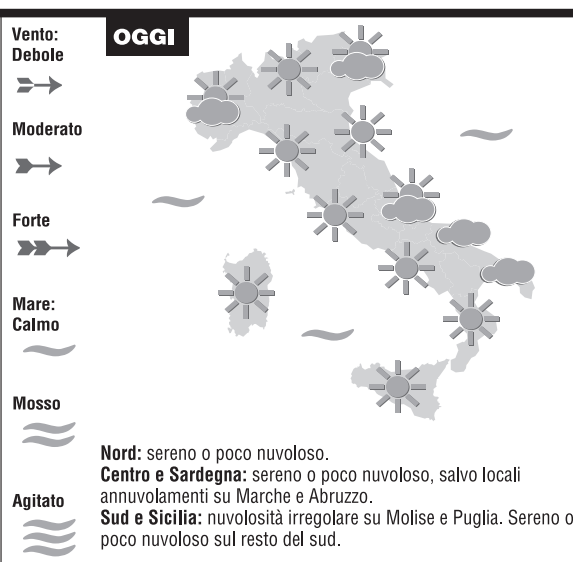 Vento:
Debole
OGGI
Moderato
Forte
Mare:
Calmo
Mosso
Agitato
Nord: sereno o poco nuvoloso.
Centro e Sardegna: sereno o poco nuvoloso, salvo locali
annuvolamenti su Marche e Abruzzo.
Sud e Sicilia: nuvolosità irregolare su Molise e Puglia. Sereno o
poco nuvoloso sul resto del sud.